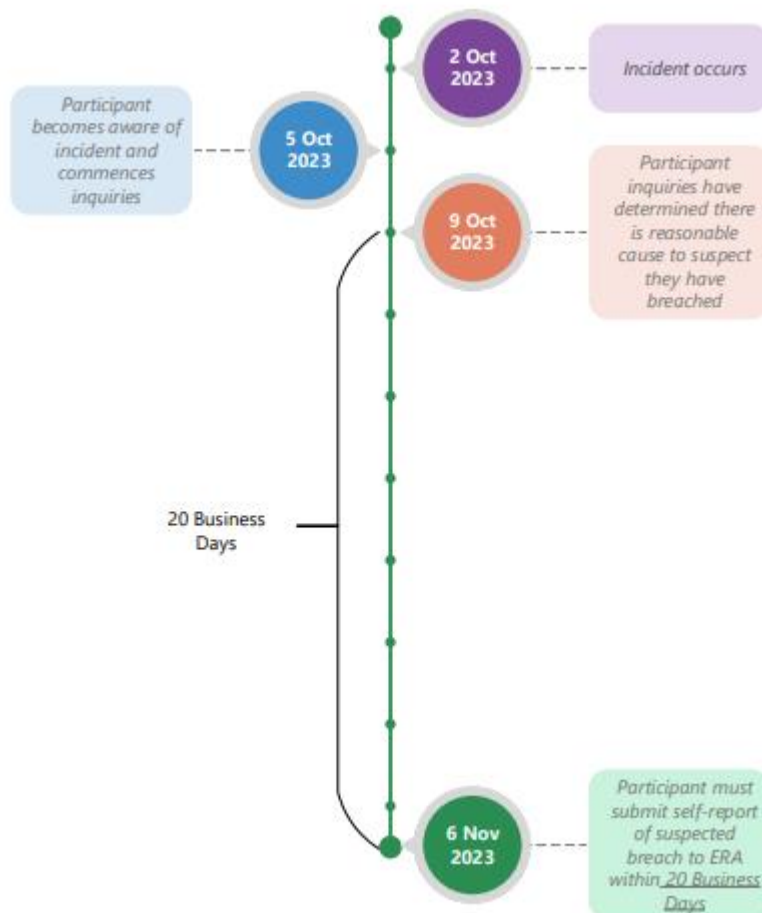 2 Oct
2023
Incident occurs
Participant
becomes aware of
incident and
commences
inquiries
5 Oct
2023
9 Oct
2023
Participant
inquiries have
determined there
is reasonable
cause to suspect
they have
breached
20 Business
Days
6 Nov
2023
Participant must
submit self-report
of suspected
breach to ERA
within 20 Business
Days